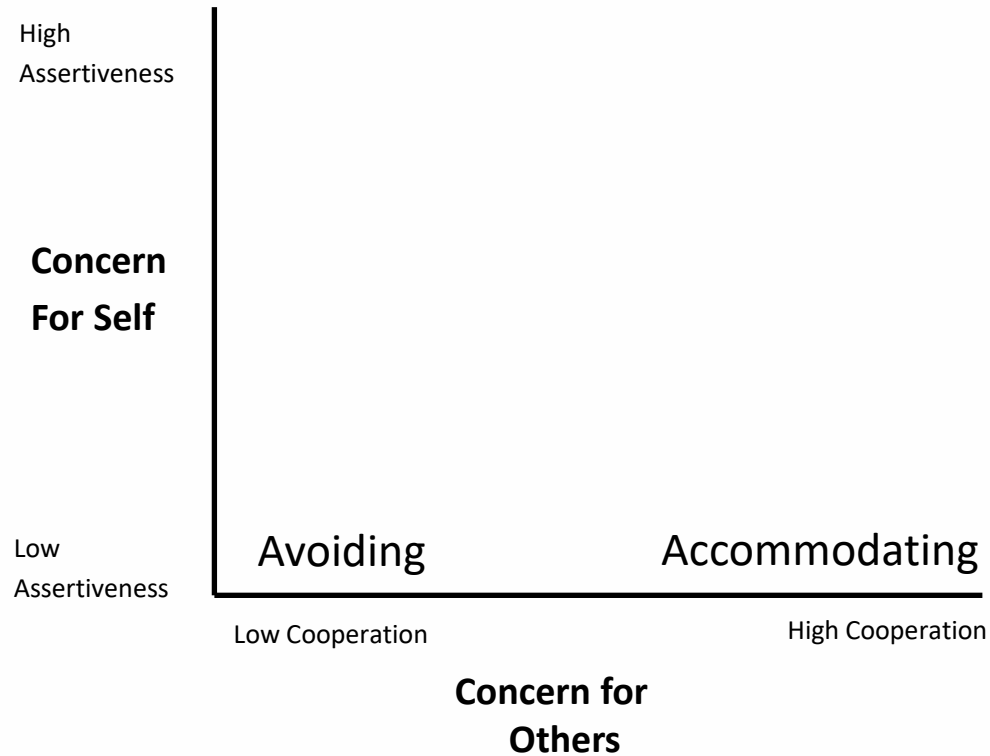 High
Assertiveness
Concern
For Self
Low
Assertiveness
Avoiding
Accommodating
Low Cooperation
High Cooperation
Concern for
Others